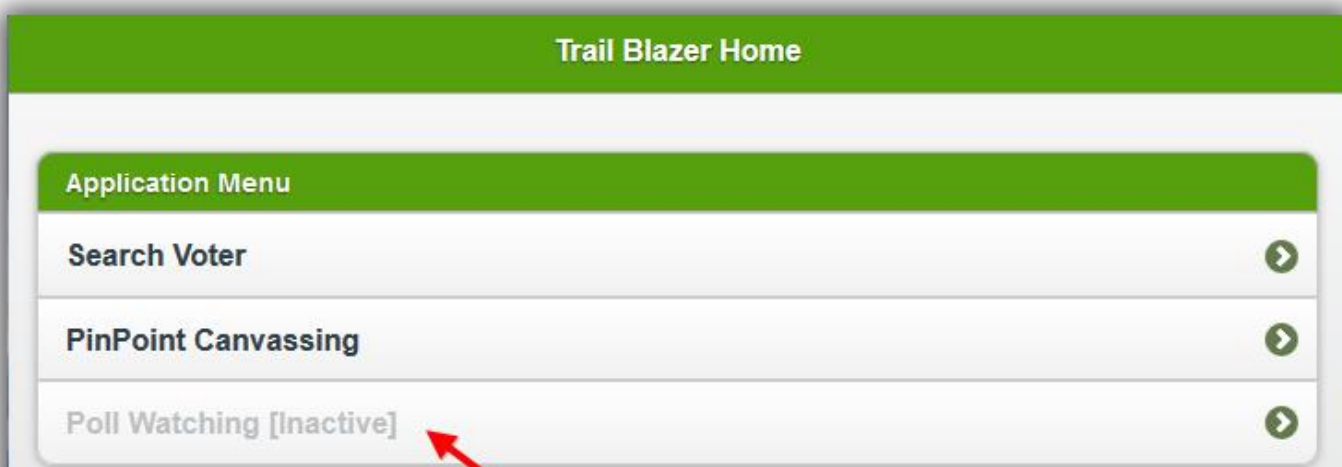 Trail Blazer Home
Application Menu
Search Voter
PinPoint Canvassing
Poll Watching [Inactive]